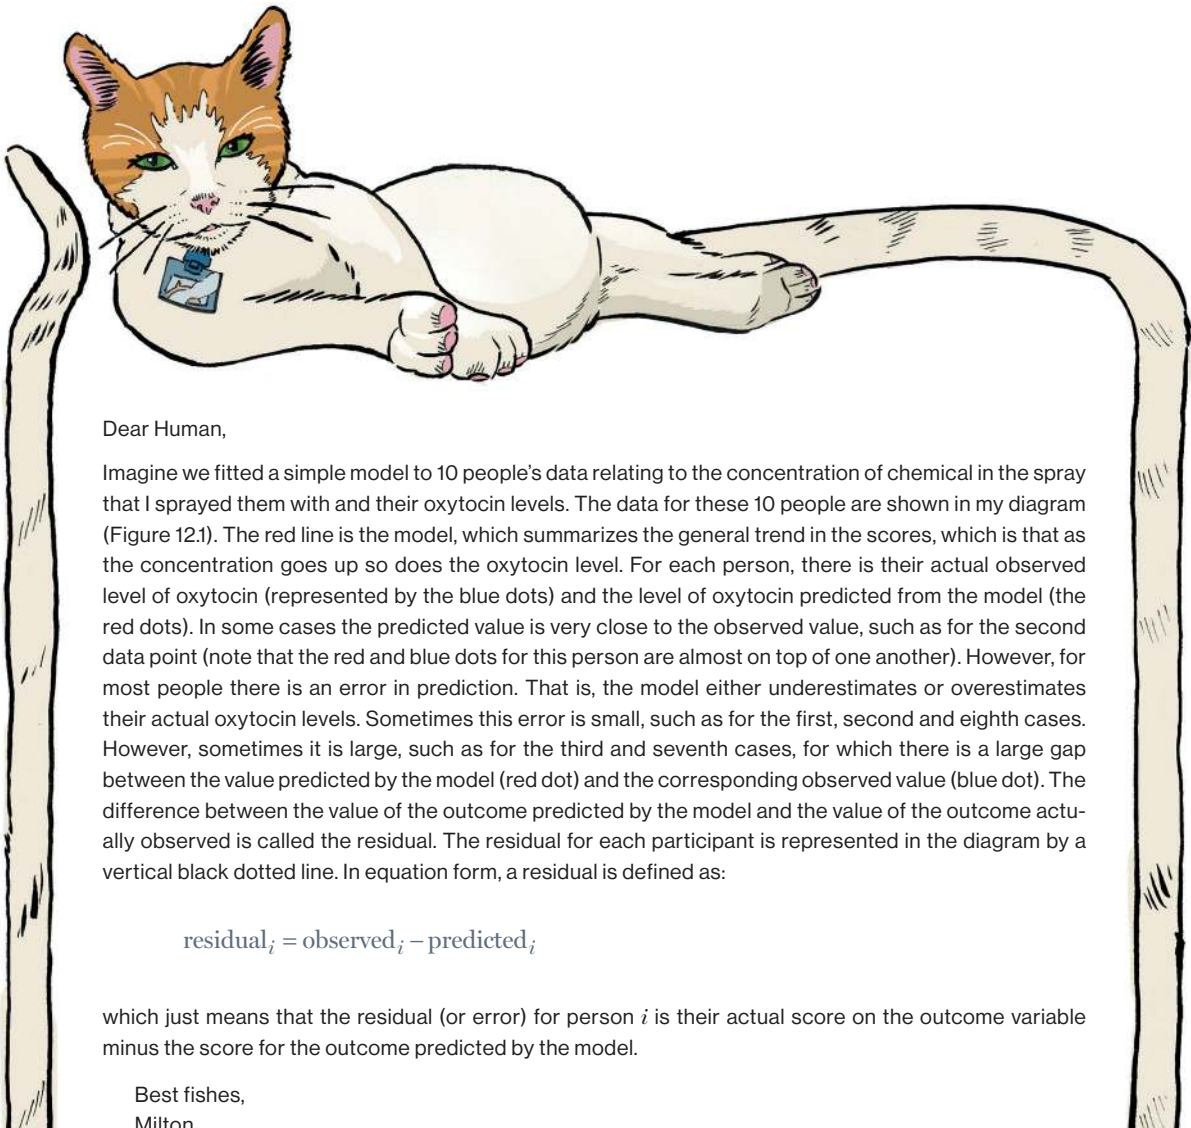 Dear Human,
Imagine we fitted a simple model to 10 people's data relating to the concentration of chemical in the spray
that I sprayed them with and their oxytocin levels. The data for these 10 people are shown in my diagram
(Figure 12.1). The red line is the model, which summarizes the general trend in the scores, which is that as
the concentration goes up so does the oxytocin level. For each person, there is their actual observed
level of oxytocin (represented by the blue dots) and the level of oxytocin predicted from the model (the
red dots). In some cases the predicted value is very close to the observed value, such as for the second
data point (note that the red and blue dots for this person are almost on top of one another). However, for
most people there is an error in prediction. That is, the model either underestimates or overestimates
their actual oxytocin levels. Sometimes this error is small, such as for the first, second and eighth cases.
However, sometimes it is large, such as for the third and seventh cases, for which there is a large gap
between the value predicted by the model (red dot) and the corresponding observed value (blue dot). The
difference between the value of the outcome predicted by the model and the value of the outcome actu-
ally observed is called the residual. The residual for each participant is represented in the diagram by a
vertical black dotted line. In equation form, a residual is defined as:
residualᵢ = observedᵢ – predictedᵢ
which just means that the residual (or error) for person i is their actual score on the outcome variable
minus the score for the outcome predicted by the model.
Best fishes,
Milton